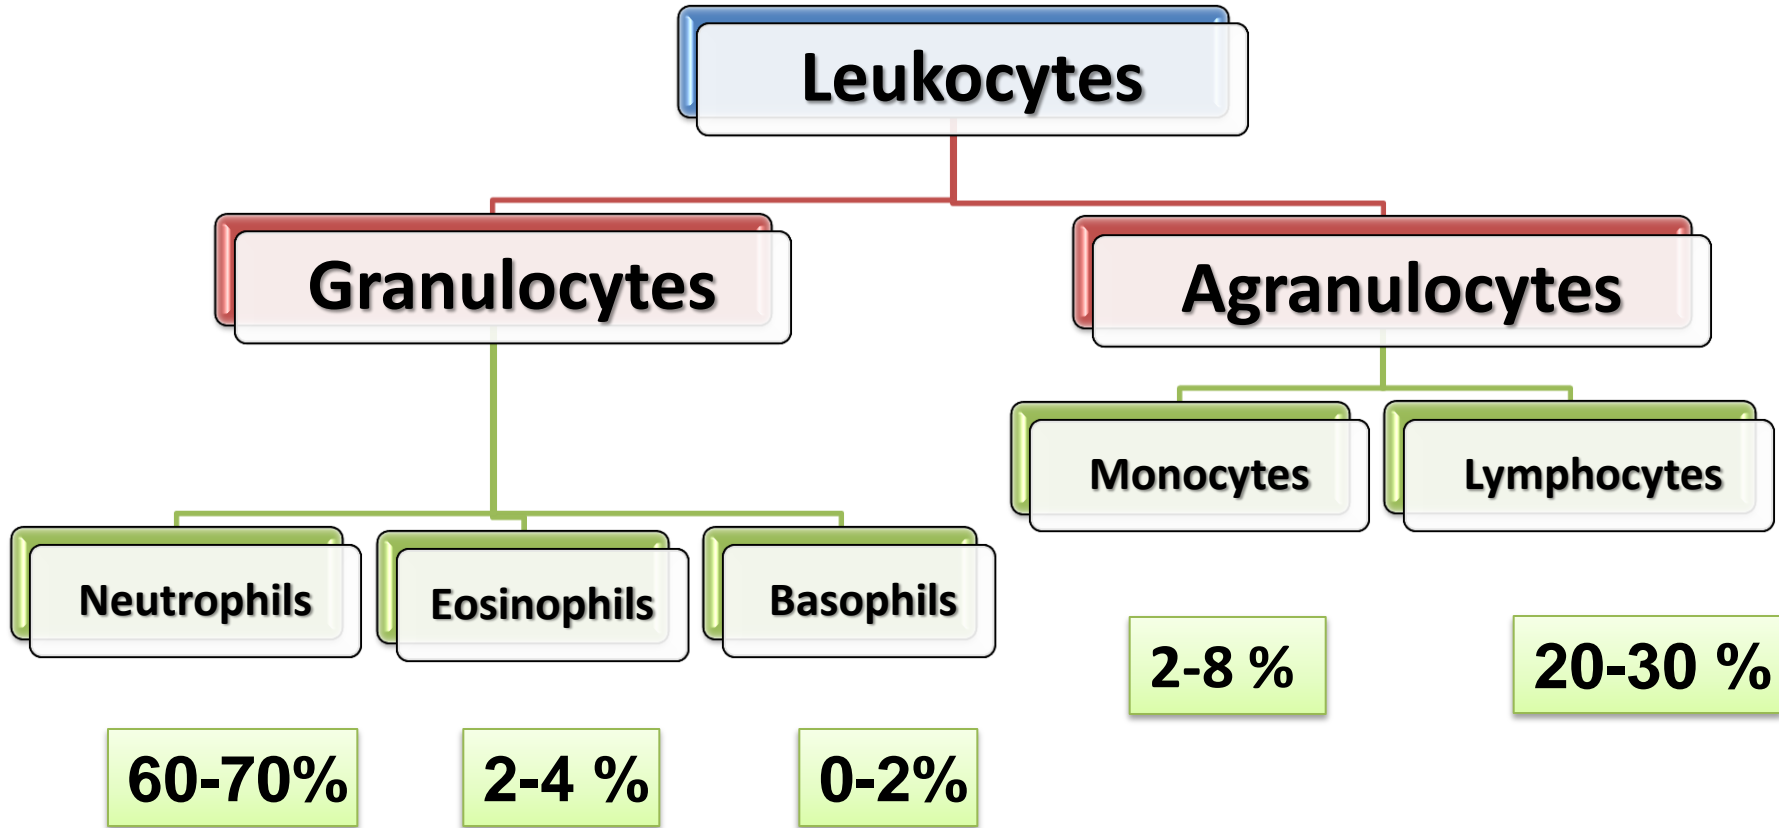 Leukocytes
Granulocytes
Agranulocytes
Monocytes
Lymphocytes
Neutrophils
Eosinophils
Basophils
2-8 %
20-30 %
60-70%
2-4 %
0-2%